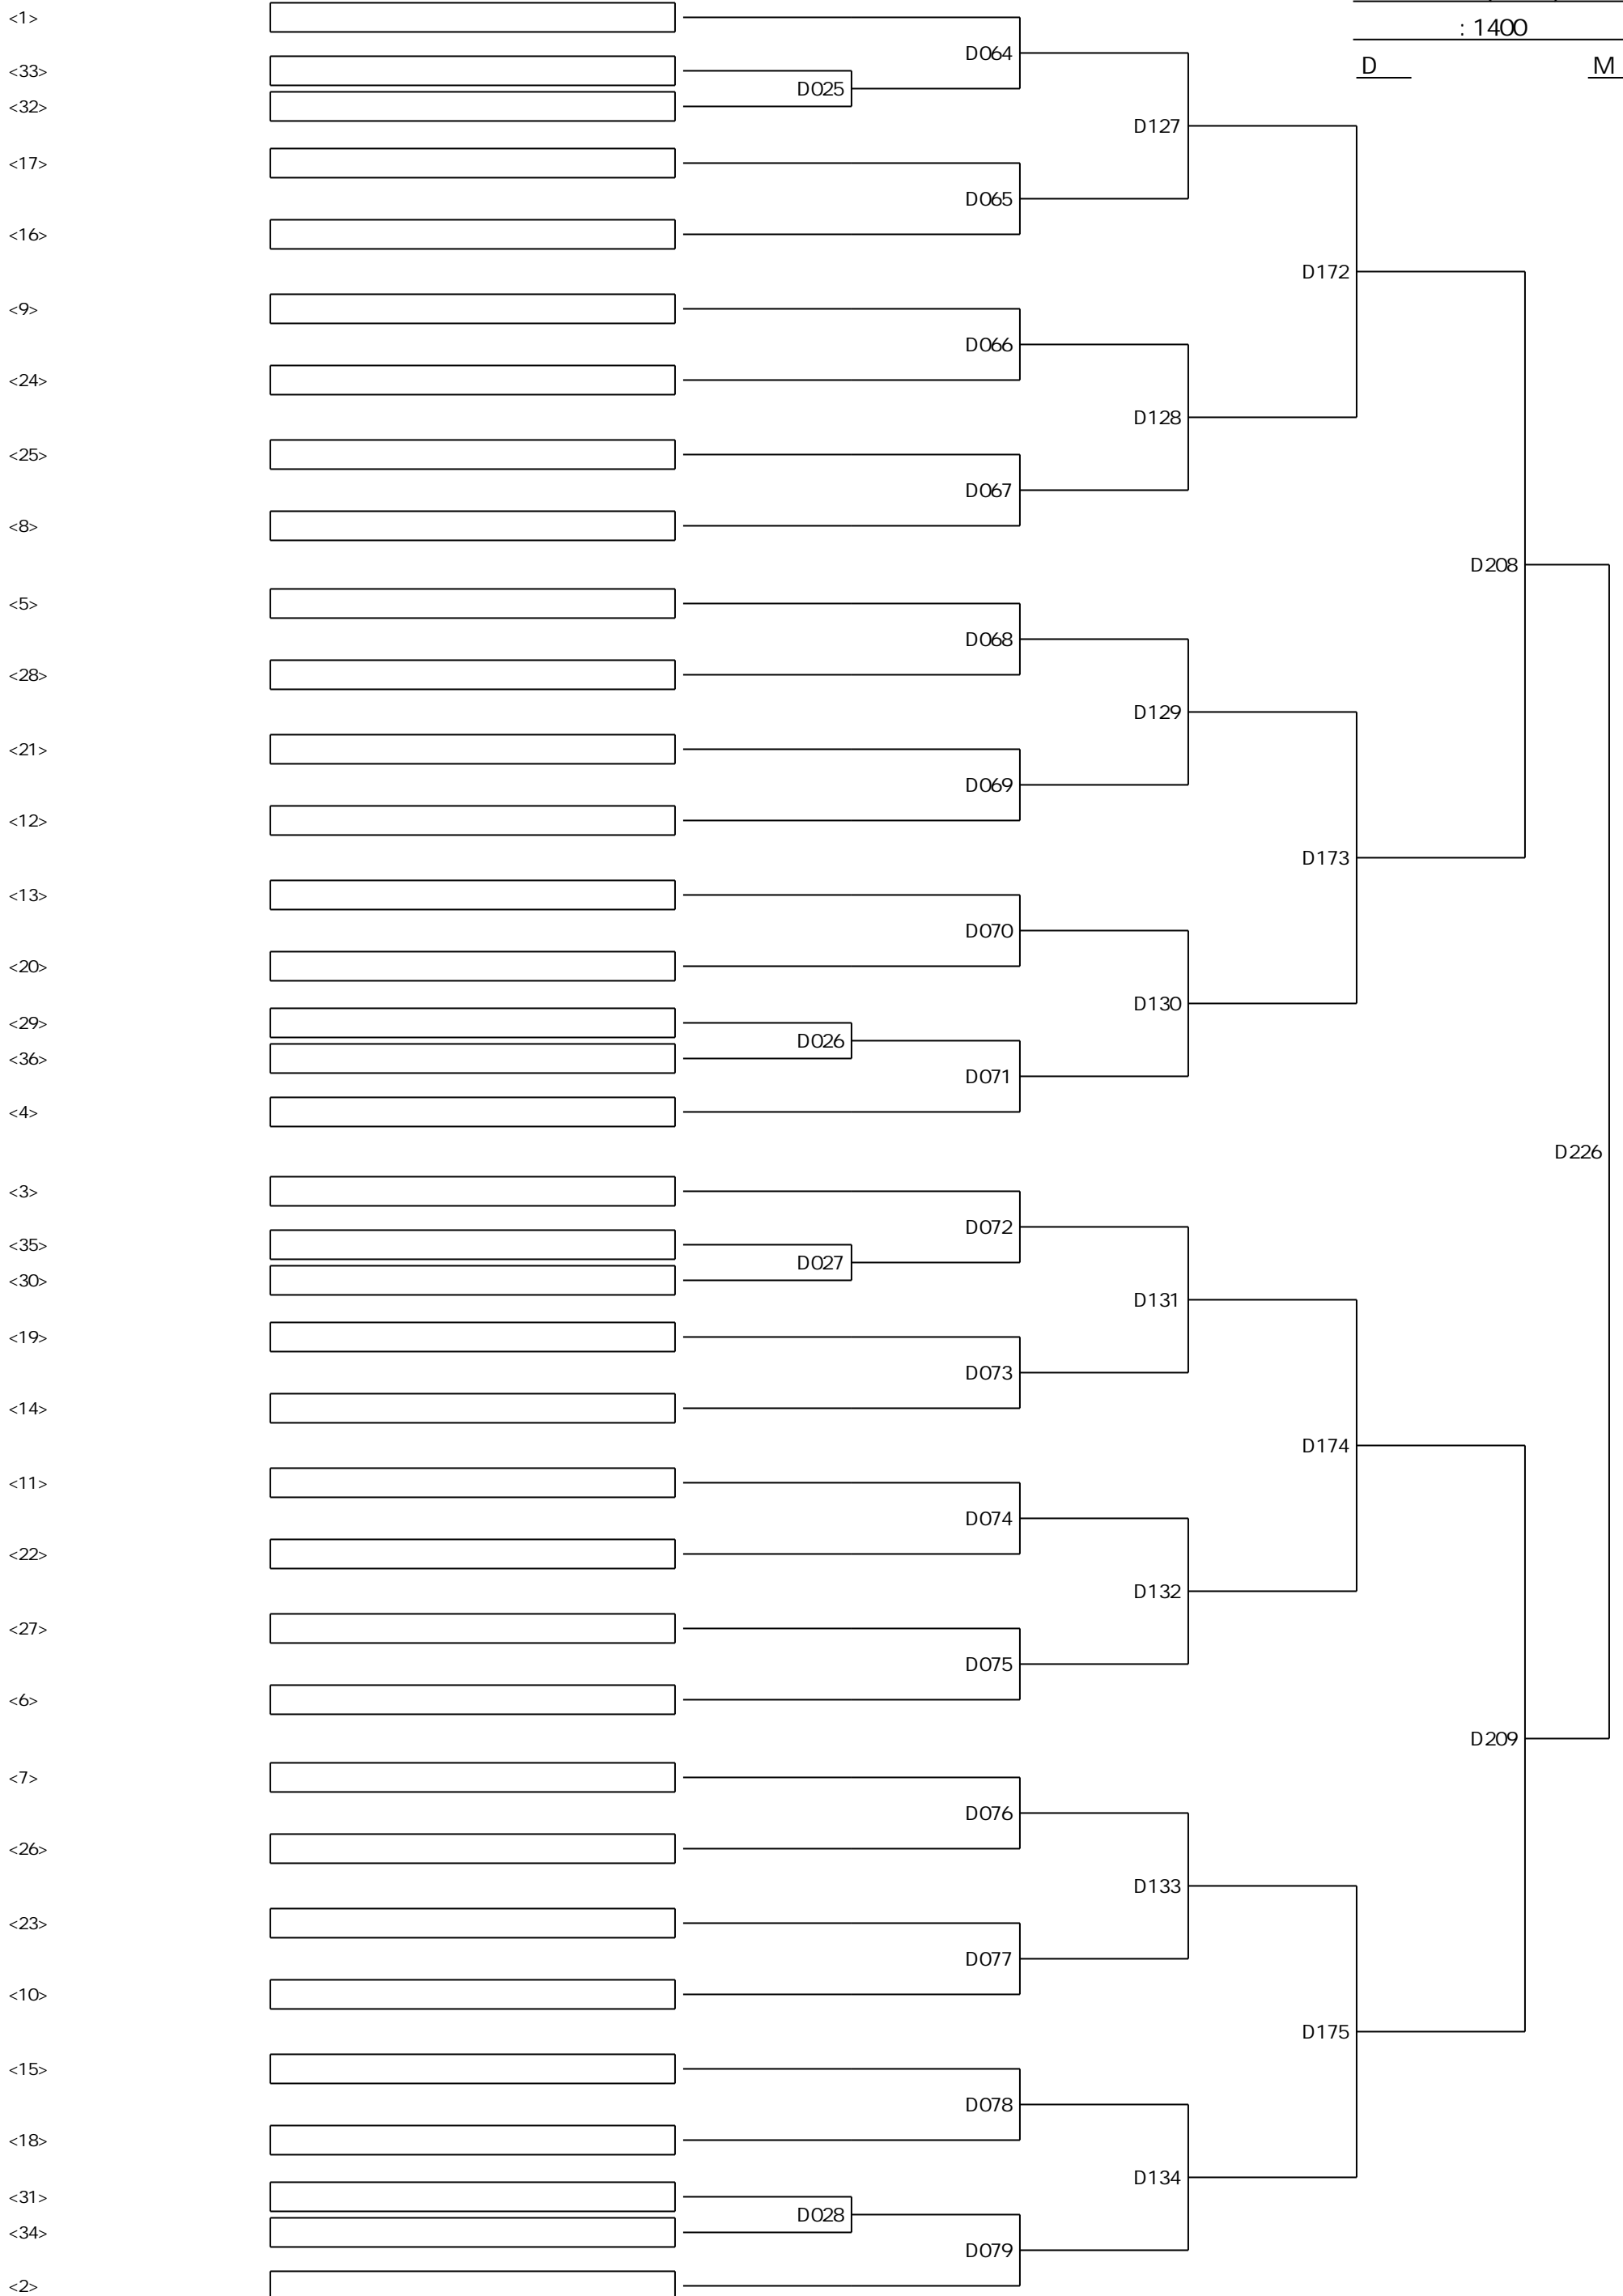 <1>
: 1400
D064
D M
<33>
D025
<32>
D127
<17>
D065
<16>
D172
<9>
D066
<24>
D128
<25>
D067
<8>
D208
<5>
D068
<28>
D129
<21>
D069
<12>
D173
<13>
D070
<20>
D130
<29>
D026
<36>
D071
<4>
D226
<3>
D072
<35>
D027
<30>
D131
<19>
D073
<14>
D174
<11>
D074
<22>
D132
<27>
D075
<6>
D209
<7>
D076
<26>
D133
<23>
D077
<10>
D175
<15>
D078
<18>
D134
<31>
D028
<34>
D079
<2>